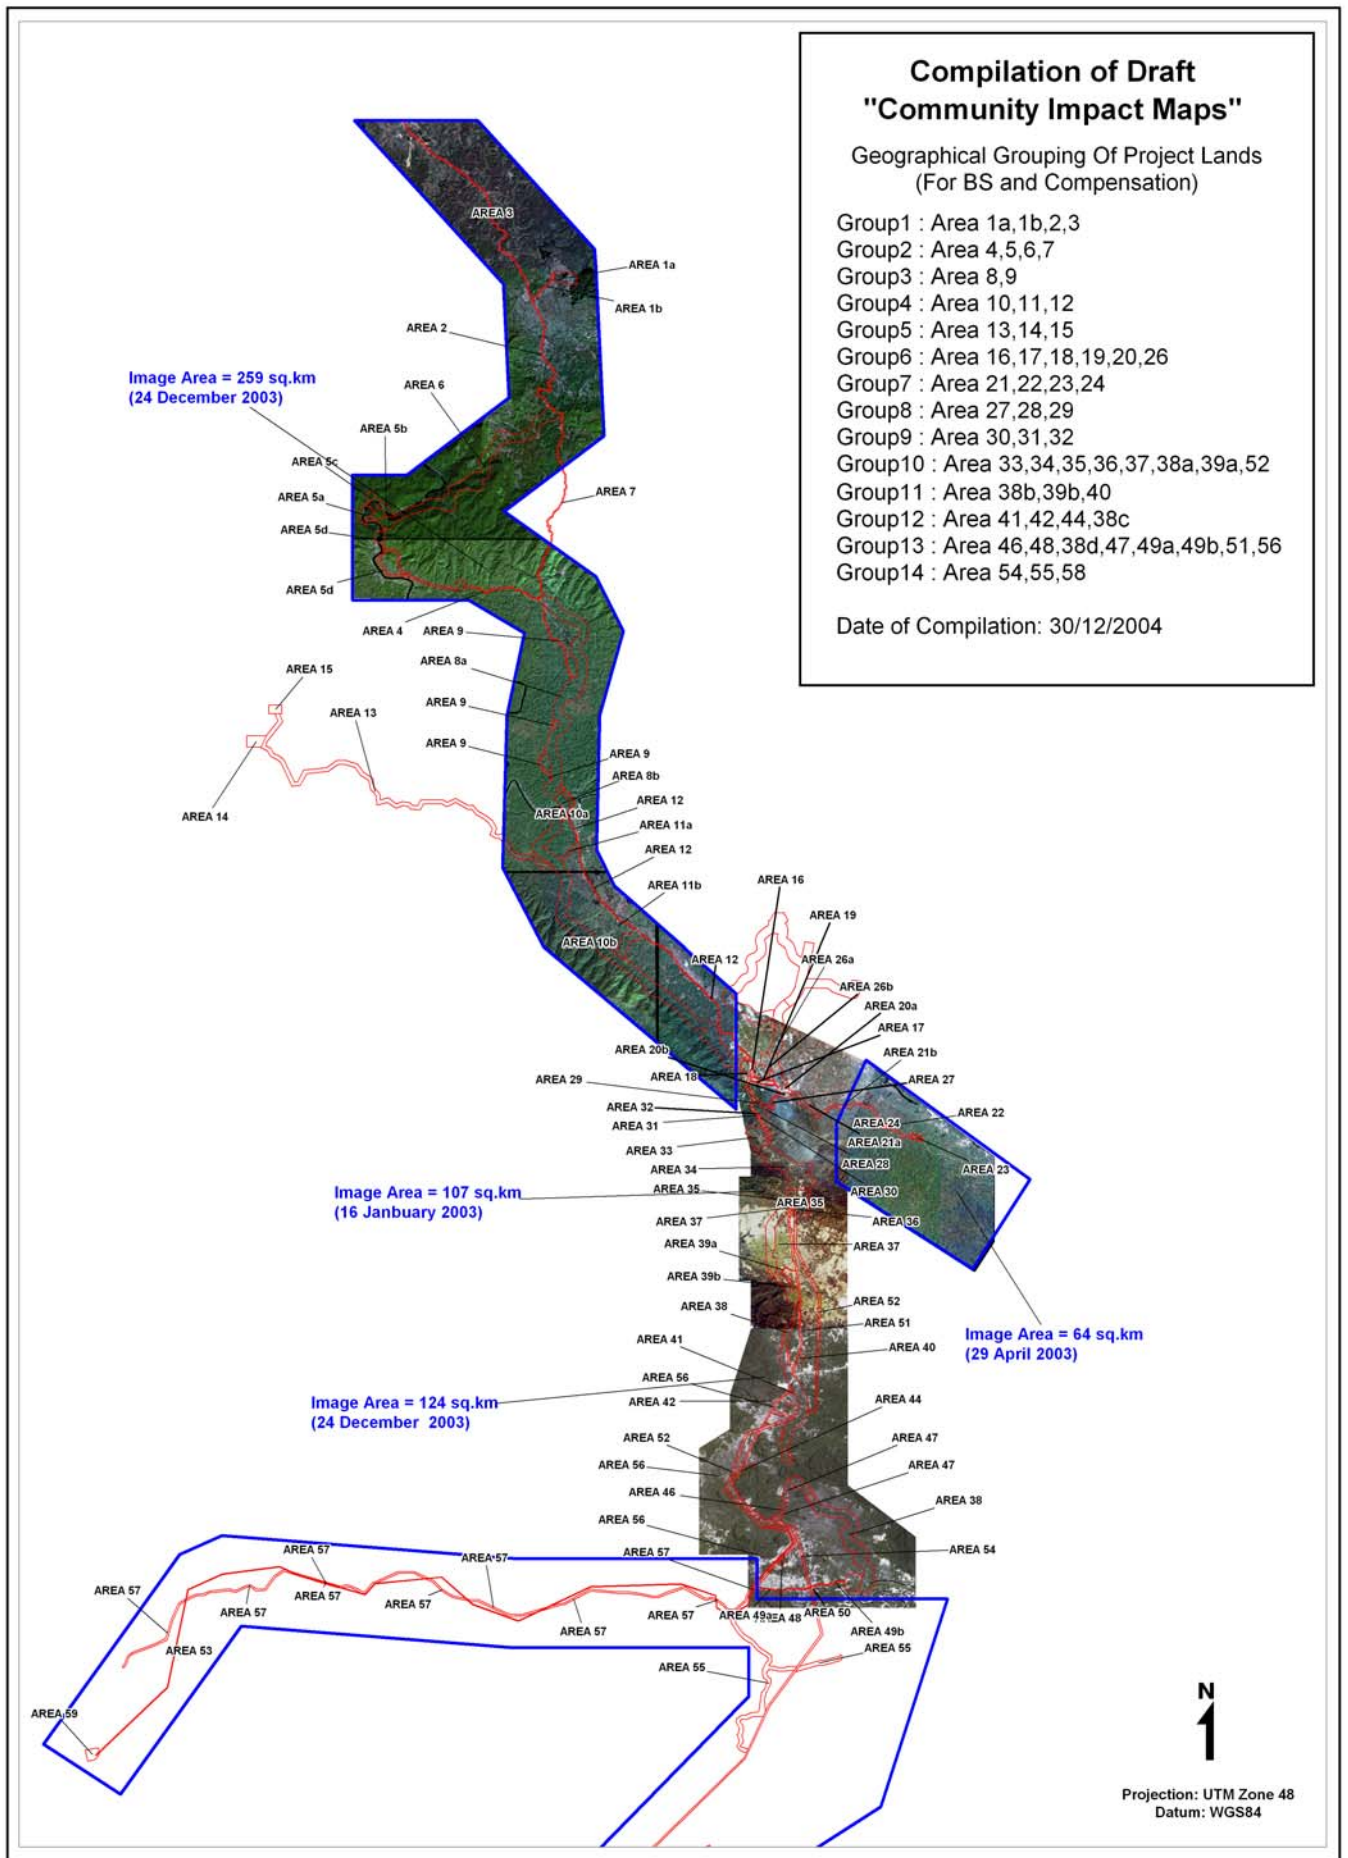 Compilation of Draft
"Community Impact Maps"
Geographical Grouping Of Project Lands
(For BS and Compensation)
Group1 : Area 1a,1b,2,3
Group2 : Area 4,5,6,7
Group3 : Area 8,9
Group4 : Area 10,11,12
Group5 : Area 13,14,15
Group6 : Area 16,17,18,19,20,26
Group7 : Area 21,22,23,24
Group8 : Area 27,28,29
Group9 : Area 30,31,32
Group10 : Area 33,34,35,36,37,38a,39a,52
Group11 : Area 38b,39b,40
Group12 : Area 41,42,44,38c
Group13 : Area 46,48,38d,47,49a,49b,51,56
Group14 : Area 54,55,58
Date of Compilation: 30/12/2004
AREA 3
AREA 1a
AREA 1b
AREA 2
Image Area = 259 sq.km
(24 December 2003)
AREA 6
AREA 5b
AREA 5c
AREA 7
AREA 5a
AREA 5d
AREA 5d
AREA 4
AREA 9
AREA 8a
AREA 15
AREA 9
AREA 13
AREA 9
AREA 9
AREA 8b
AREA 12
AREA 10a
AREA 14
AREA 11a
AREA 12
AREA 16
AREA 11b
AREA 19
AREA 10b
AREA 12
AREA 26a
AREA 26b
AREA 20a
AREA 17
AREA 20b
AREA 21b
AREA 18
AREA 29
AREA 27
AREA 32
AREA 22
AREA 31
AREA 24
AREA 21a
AREA 33
AREA 28
AREA 34
AREA 23
AREA 35
AREA 30
Image Area = 107 sq.km
(16 Janbuary 2003)
AREA 35
AREA 37
AREA 36
AREA 39a
AREA 37
AREA 39b
AREA 52
AREA 38
AREA 51
Image Area = 64 sq.km
(29 April 2003)
AREA 41
AREA 40
AREA 56
AREA 42
AREA 44
Image Area = 124 sq.km
(24 December 2003)
AREA 52
AREA 47
AREA 56
AREA 47
AREA 46
AREA 38
AREA 56
AREA 57
AREA 57
AREA 57
AREA 54
AREA 57
AREA 57
AREA 57
AREA 57
AREA 57
AREA 57
AREA 49a
48
AREA 50
AREA 49b
AREA 53
AREA 55
AREA 55
AREA 59
N
Projection: UTM Zone 48
Datum: WGS84